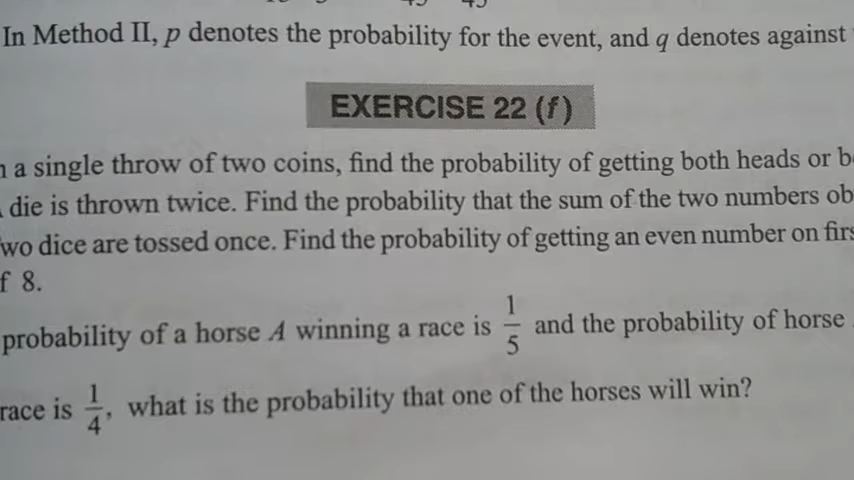 In Method II, p denotes the probability for the event, and q denotes against
EXERCISE 22 (f)
a single throw of two coins, find the probability of getting both heads or
die is thrown twice. Find the probability that the sum of the two numbers
wo dice are tossed once. Find the probability of getting an even number on
f 8.
probability of a horse A winning a race is 1/5 and the probability of horse
race is 1/4, what is the probability that one of the horses will win?